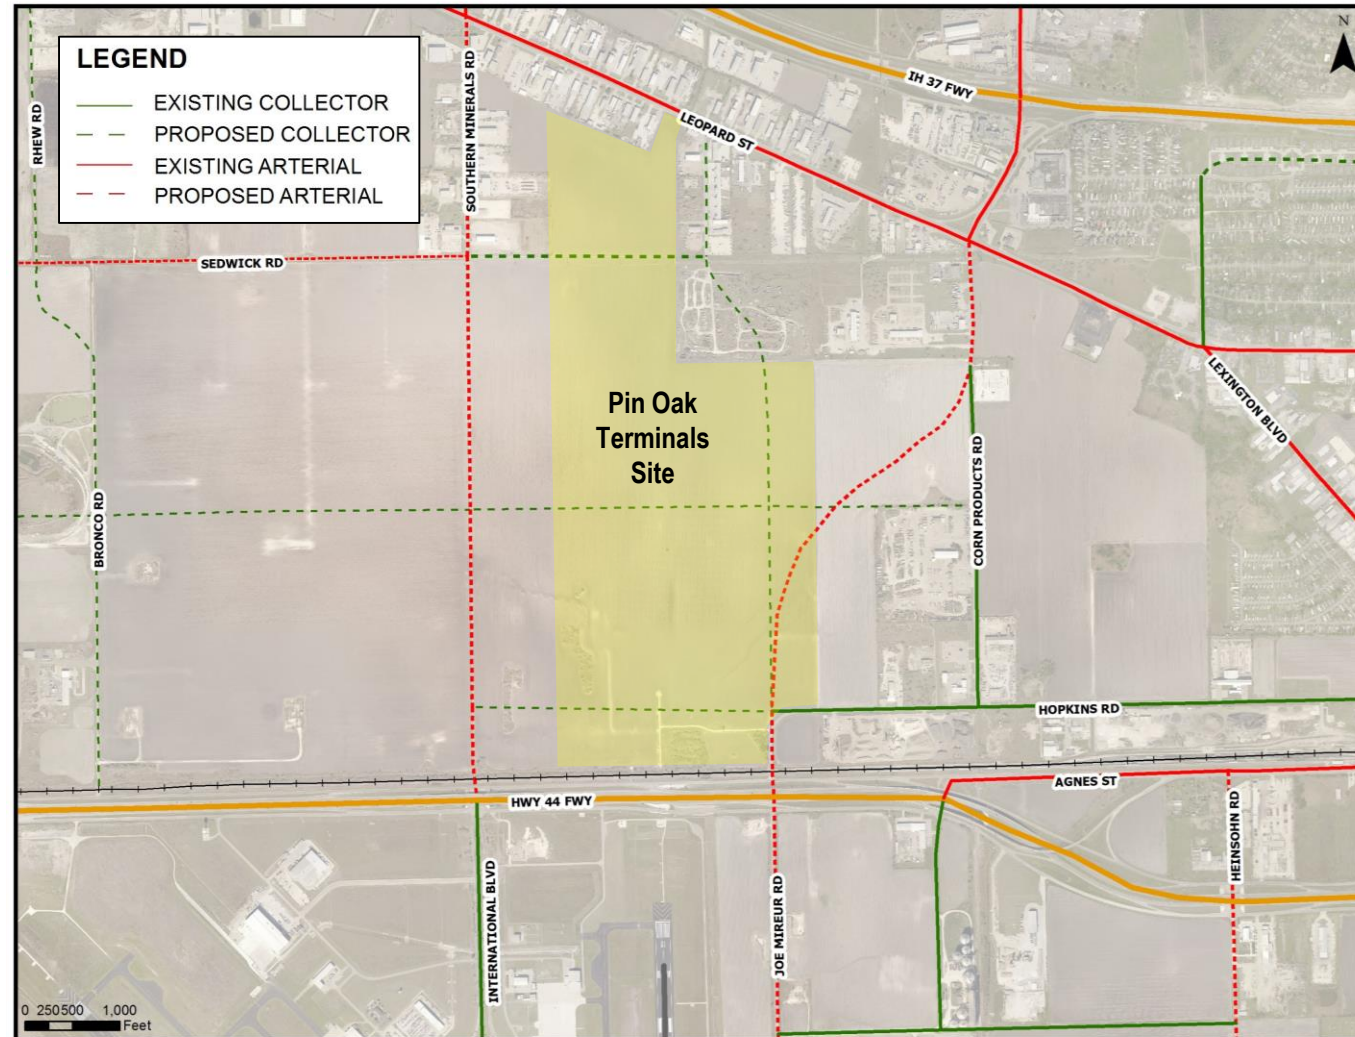 N
LEGEND
EXISTING COLLECTOR
PROPOSED COLLECTOR
EXISTING ARTERIAL
PROPOSED ARTERIAL
RHEW RD
SOUTHERN MINERALS RD
LEOPARD ST
IH 37 FWY
SEDWICK RD
LEXINGTON BLVD
Pin Oak
Terminals
Site
BRONCO RD
CORN PRODUCTS RD
HOPKINS RD
AGNES ST
HWY 44 FWY
HEINSOHN RD
INTERNATIONAL BLVD
JOE MIREUR RD
0 250500 1,000
Feet